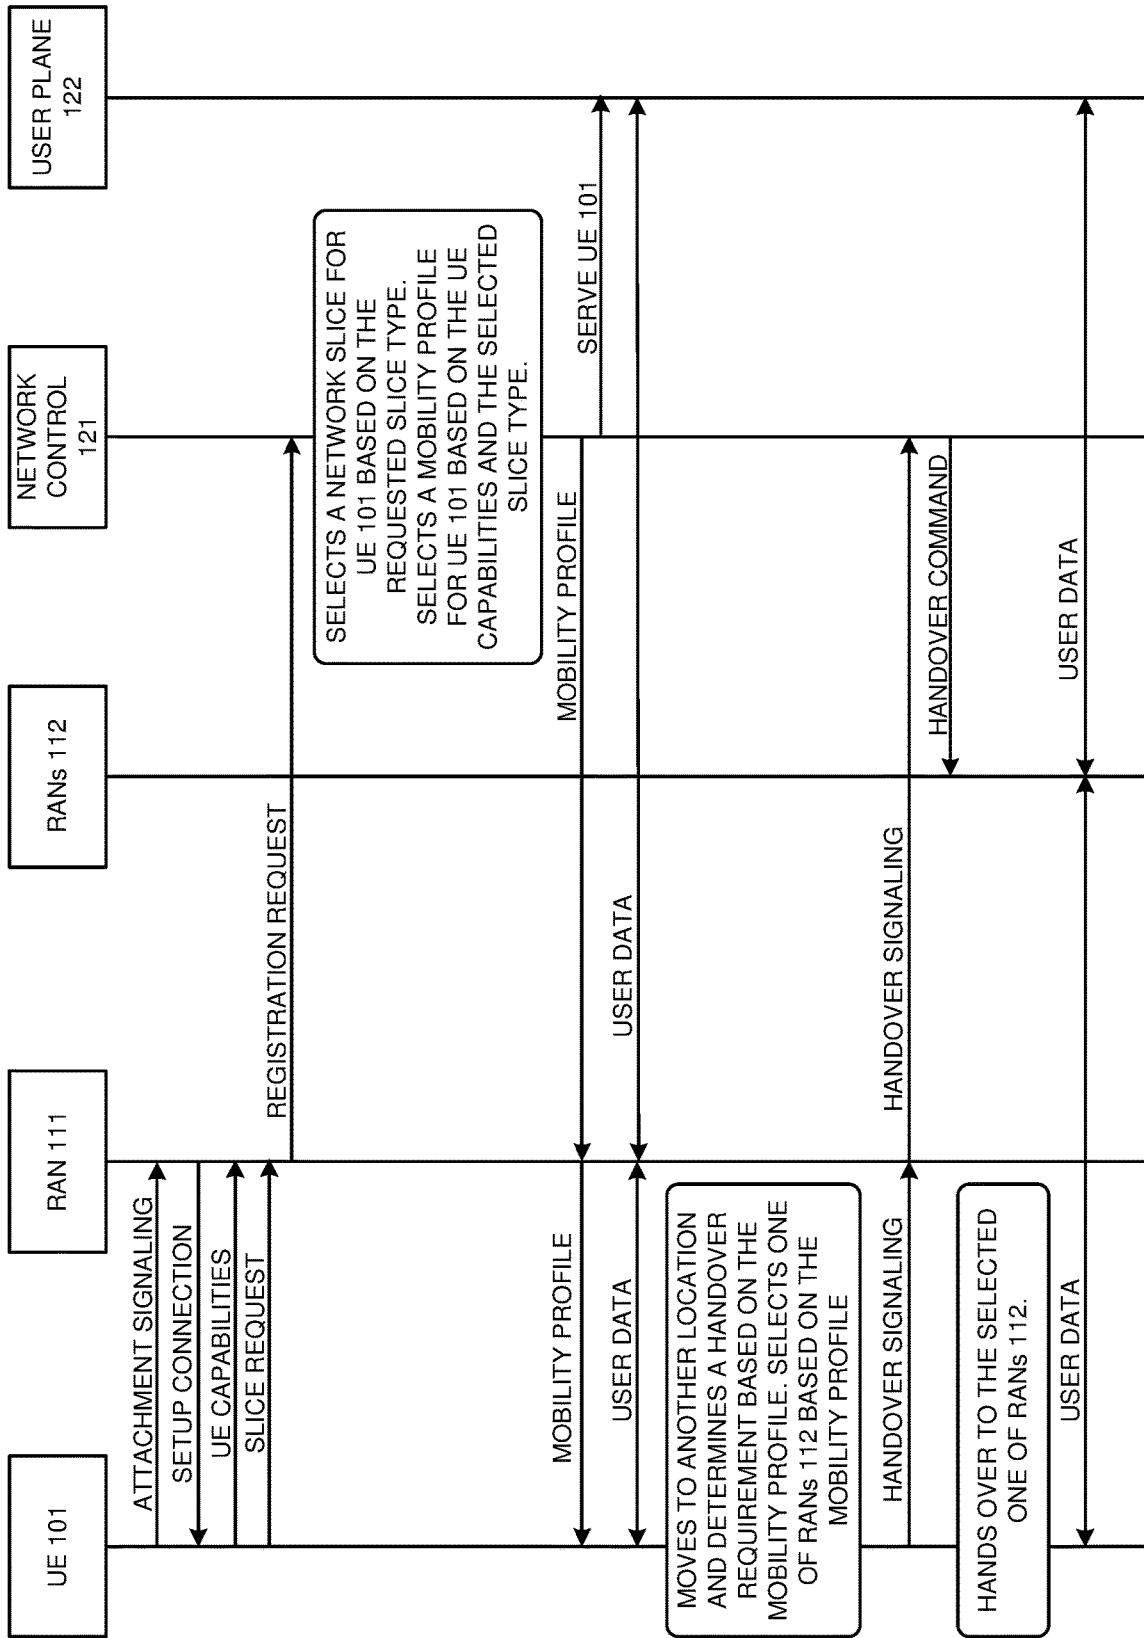 UE 101
RAN 111
RANs 112
NETWORK
CONTROL
121
USER PLANE
122
ATTACHMENT SIGNALING
SETUP CONNECTION
UE CAPABILITIES
SLICE REQUEST
REGISTRATION REQUEST
SELECTS A NETWORK SLICE FOR
UE 101 BASED ON THE
REQUESTED SLICE TYPE.
SELECTS A MOBILITY PROFILE
FOR UE 101 BASED ON THE UE
CAPABILITIES AND THE SELECTED
SLICE TYPE.
MOBILITY PROFILE
MOBILITY PROFILE
SERVE UE 101
USER DATA
USER DATA
MOVES TO ANOTHER LOCATION
AND DETERMINES A HANDOVER
REQUIREMENT BASED ON THE
MOBILITY PROFILE. SELECTS ONE
OF RANs 112 BASED ON THE
MOBILITY PROFILE
HANDOVER SIGNALING
HANDOVER SIGNALING
HANDOVER COMMAND
HANDS OVER TO THE SELECTED
ONE OF RANs 112.
USER DATA
USER DATA